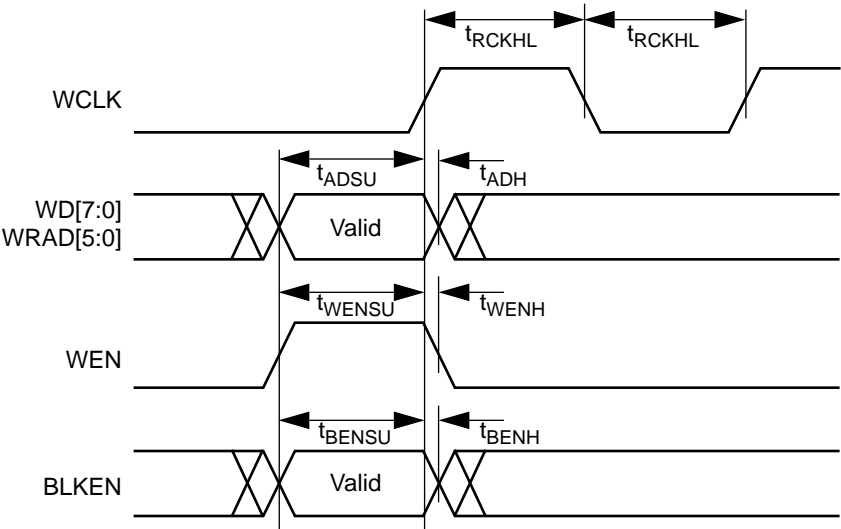 tRCKHL tRCKHL
WCLK
tADSU tADH
WD[7:0]
WRAD[5:0]
Valid
tWENSU tWENH
WEN
tBENSU tBENH
BLKEN
Valid